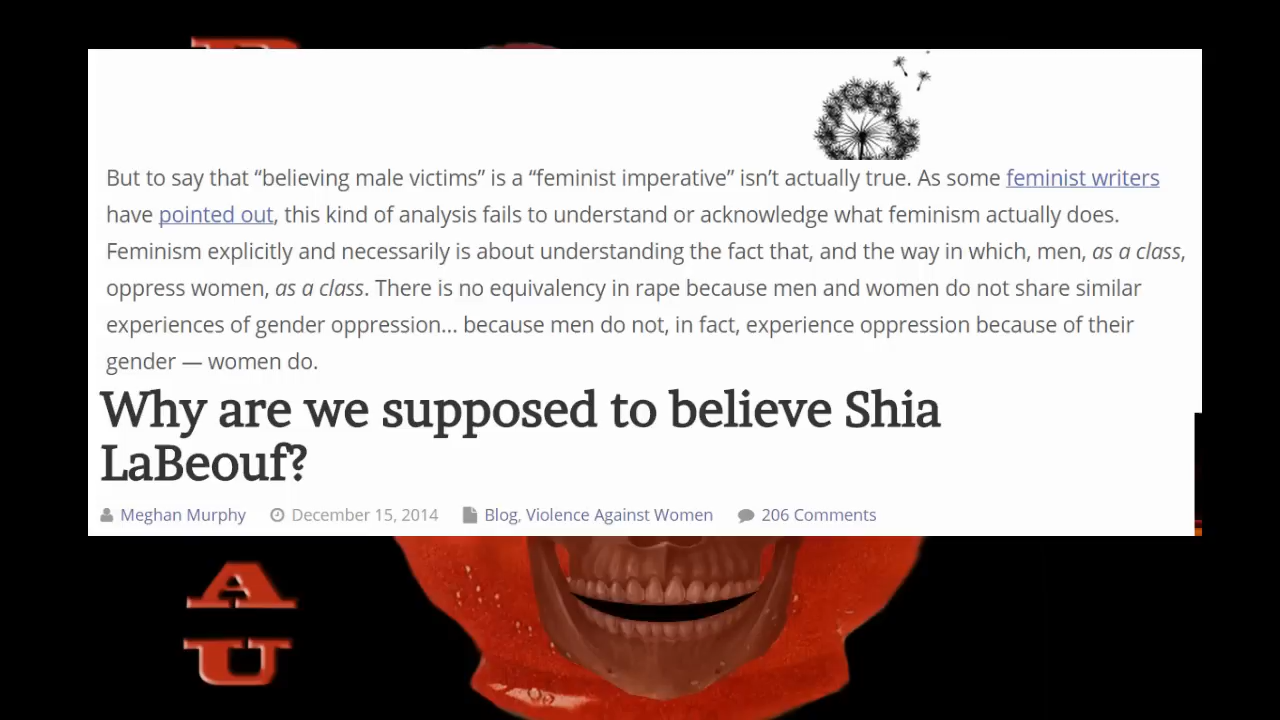 But to say that “believing male victims” is a “feminist imperative” isn’t actually true. As some feminist writers
have pointed out, this kind of analysis fails to understand or acknowledge what feminism actually does.
Feminism explicitly and necessarily is about understanding the fact that, and the way in which, men, as a class,
oppress women, as a class. There is no equivalency in rape because men and women do not share similar
experiences of gender oppression... because men do not, in fact, experience oppression because of their
gender — women do.
Why are we supposed to believe Shia
LaBeouf?
Meghan Murphy December 15, 2014 Blog, Violence Against Women 206 Comments
A
U